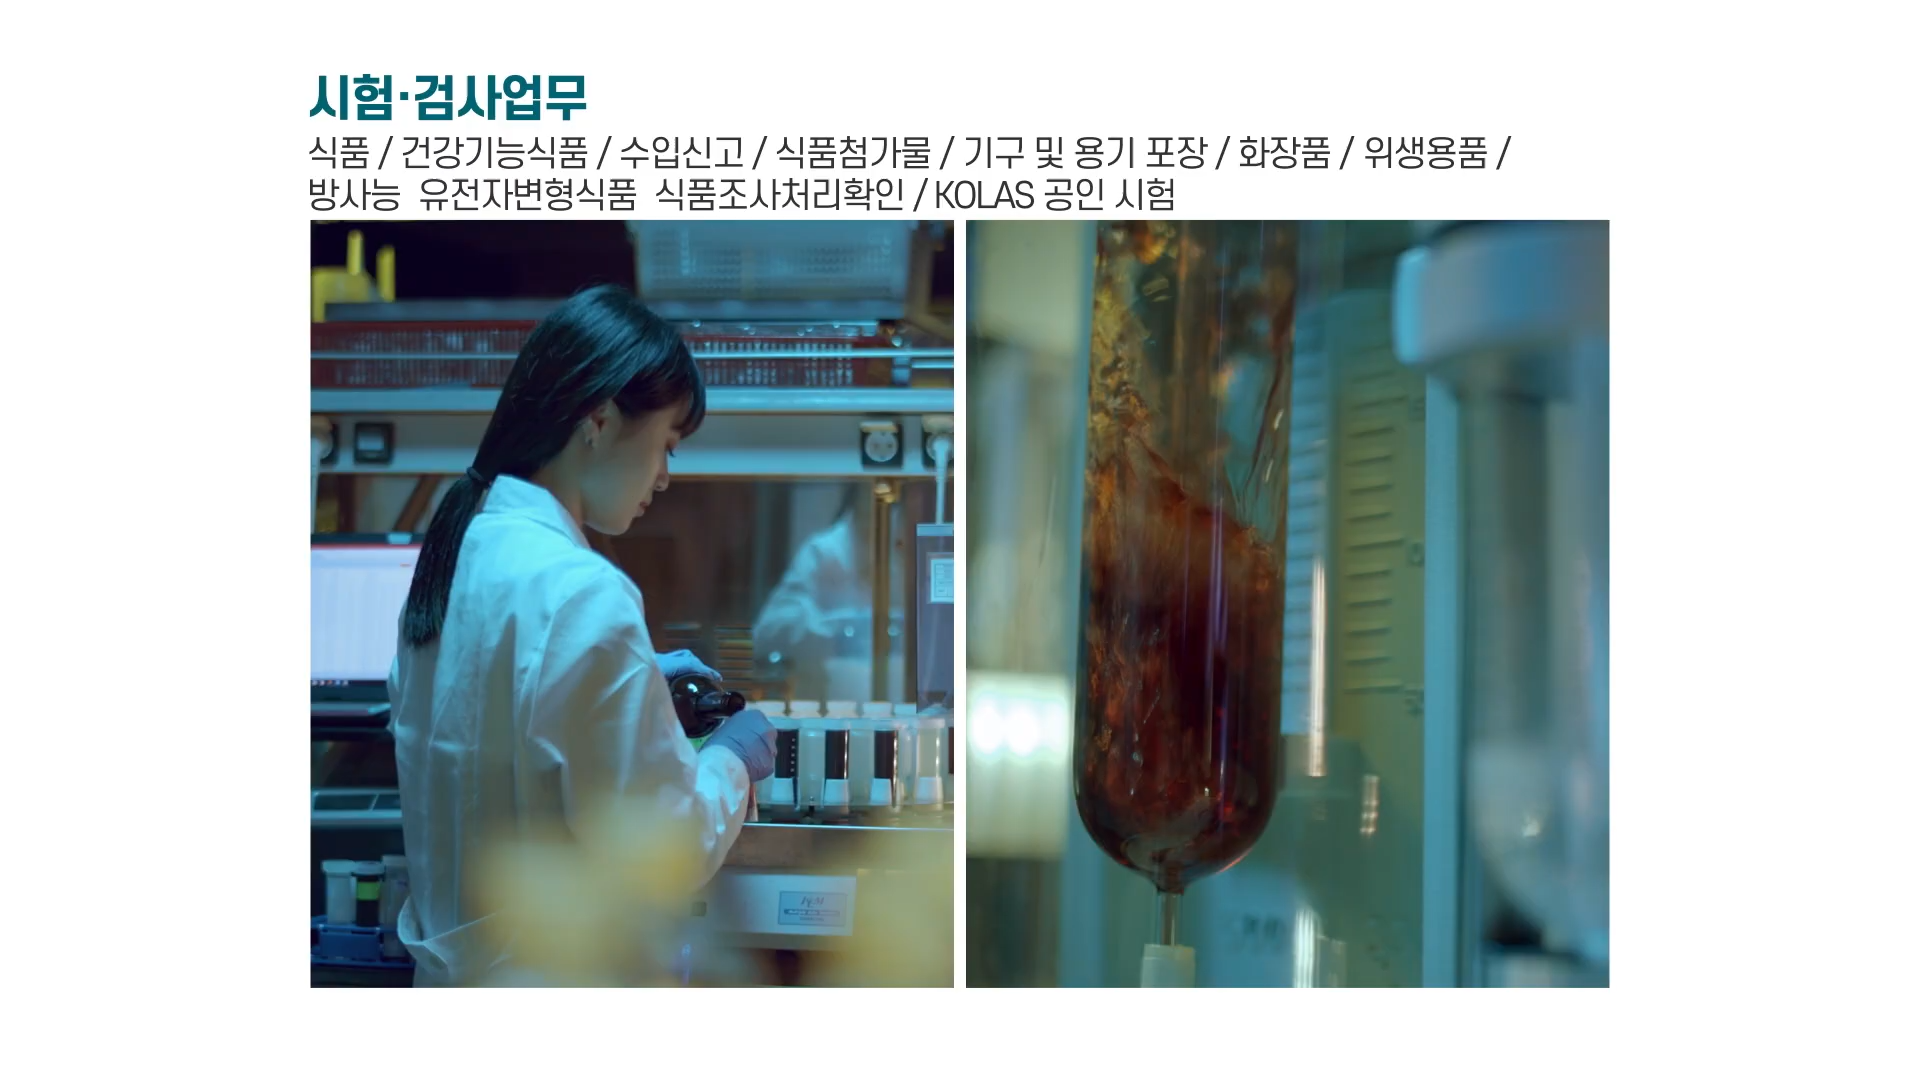 시험·검사업무
식품 / 건강기능식품 / 수입신고 / 식품첨가물 / 기구 및 용기 포장 / 화장품 / 위생용품 /
방사능 유전자변형식품 식품조사처리확인 / KOLAS 공인 시험